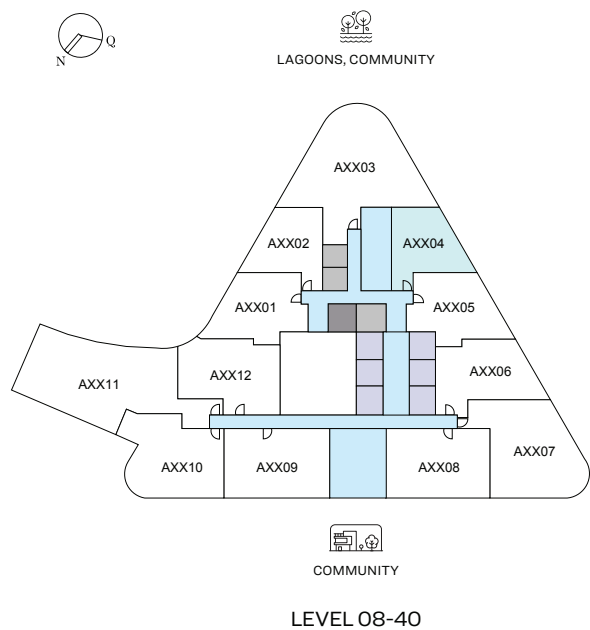 N
Q
LAGOONS, COMMUNITY
AXX03
AXX02
AXX04
AXX01
AXX05
AXX11
AXX12
AXX06
AXX10
AXX09
AXX08
AXX07
COMMUNITY
LEVEL 08-40